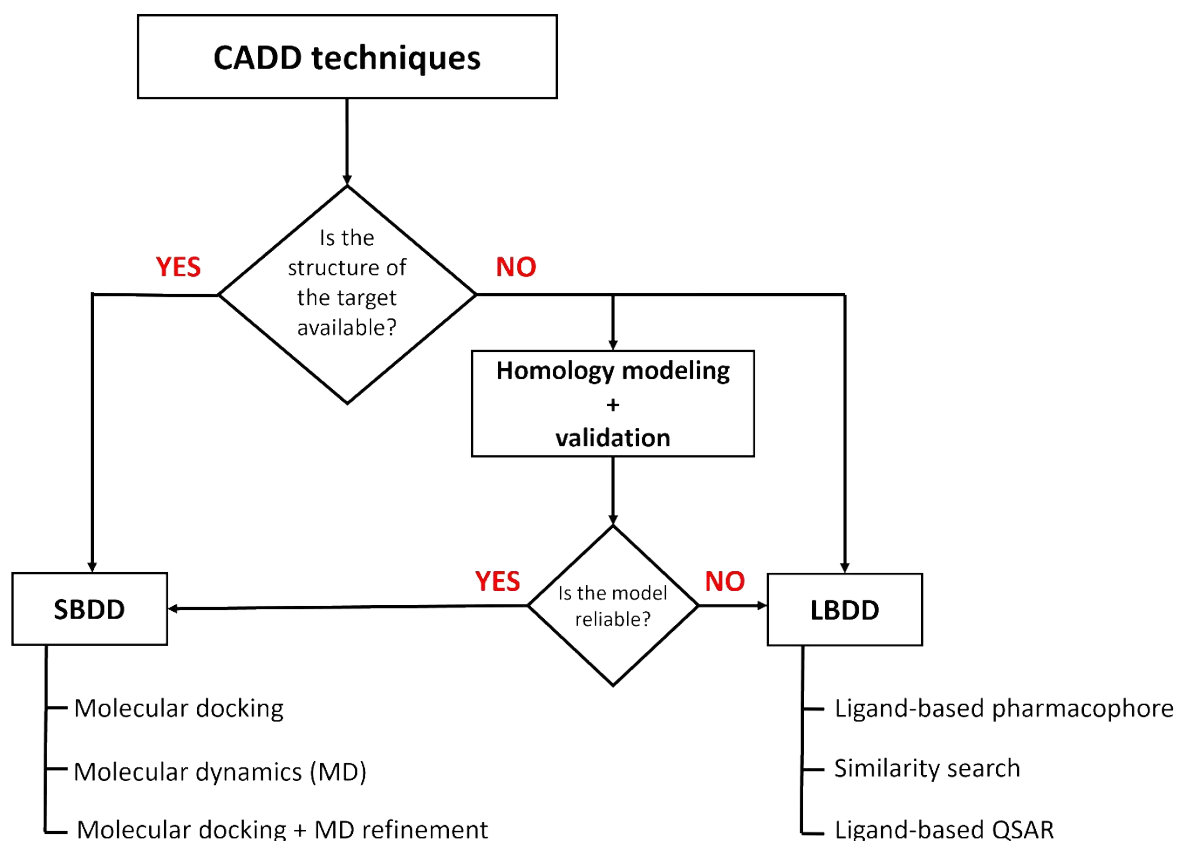 CADD techniques
Is the
structure of
the target
available?
YES
NO
Homology modeling
+
validation
Is the model
reliable?
YES
NO
SBDD
LBDD
Molecular docking
Molecular dynamics (MD)
Molecular docking + MD refinement
Ligand-based pharmacophore
Similarity search
Ligand-based QSAR